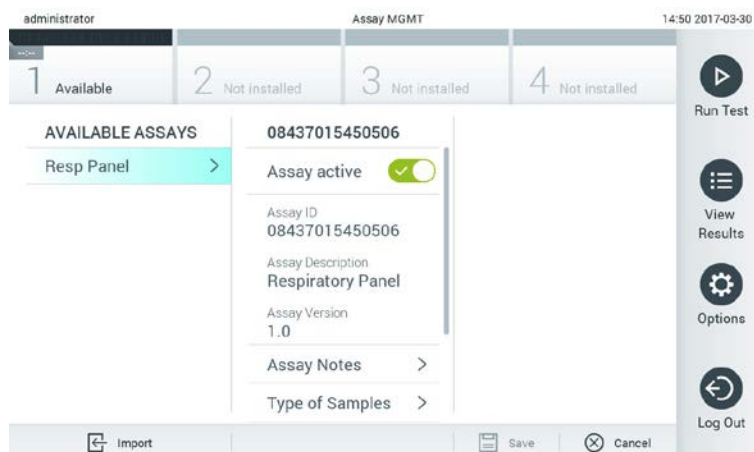 administrator Assay MGMT 14:50 2017-03-30
--:--
1 Available
2 Not installed
3 Not installed
4 Not installed
Run Test
View
Results
Options
Log Out
AVAILABLE ASSAYS
Resp Panel
08437015450506
Assay active
Assay ID
08437015450506
Assay Description
Respiratory Panel
Assay Version
1.0
Assay Notes
Type of Samples
Import
Save
Cancel